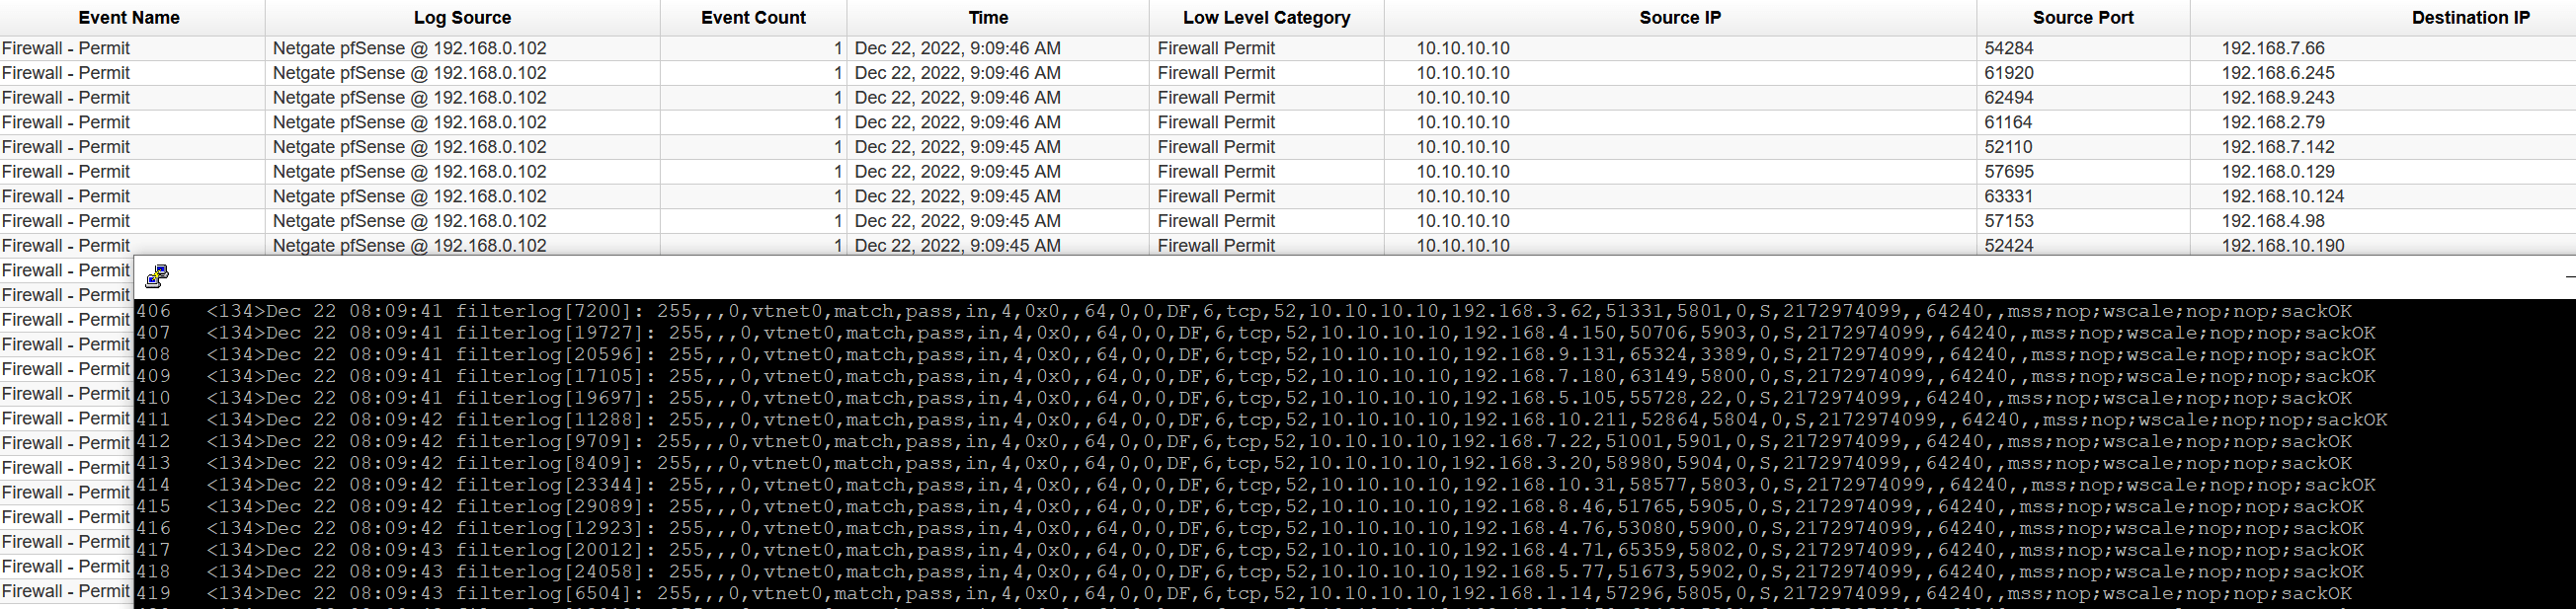 Event Name Log Source Event Count Time Low Level Category Source IP Source Port Destination IP
Firewall - Permit Netgate pfSense @ 192.168.0.102 1 Dec 22, 2022, 9:09:46 AM Firewall Permit 10.10.10.10 54284 192.168.7.66
Firewall - Permit Netgate pfSense @ 192.168.0.102 1 Dec 22, 2022, 9:09:46 AM Firewall Permit 10.10.10.10 61920 192.168.6.245
Firewall - Permit Netgate pfSense @ 192.168.0.102 1 Dec 22, 2022, 9:09:46 AM Firewall Permit 10.10.10.10 62494 192.168.9.243
Firewall - Permit Netgate pfSense @ 192.168.0.102 1 Dec 22, 2022, 9:09:46 AM Firewall Permit 10.10.10.10 61164 192.168.2.79
Firewall - Permit Netgate pfSense @ 192.168.0.102 1 Dec 22, 2022, 9:09:45 AM Firewall Permit 10.10.10.10 52110 192.168.7.142
Firewall - Permit Netgate pfSense @ 192.168.0.102 1 Dec 22, 2022, 9:09:45 AM Firewall Permit 10.10.10.10 57695 192.168.0.129
Firewall - Permit Netgate pfSense @ 192.168.0.102 1 Dec 22, 2022, 9:09:45 AM Firewall Permit 10.10.10.10 63331 192.168.10.124
Firewall - Permit Netgate pfSense @ 192.168.0.102 1 Dec 22, 2022, 9:09:45 AM Firewall Permit 10.10.10.10 57153 192.168.4.98
Firewall - Permit Netgate pfSense @ 192.168.0.102 1 Dec 22, 2022, 9:09:45 AM Firewall Permit 10.10.10.10 52424 192.168.10.190
Firewall - Permit
Firewall - Permit
Firewall - Permit
Firewall - Permit
Firewall - Permit
Firewall - Permit
Firewall - Permit
Firewall - Permit
Firewall - Permit
Firewall - Permit
Firewall - Permit
Firewall - Permit
Firewall - Permit
Firewall - Permit
406 <134>Dec 22 08:09:41 filterlog[7200]: 255,,,0,vtnet0,match,pass,in,4,0x0,,64,0,0,DF,6,tcp,52,10.10.10.10,192.168.3.62,51331,5801,0,S,2172974099,,64240,,mss;nop;wscale;nop;nop;sackOK
407 <134>Dec 22 08:09:41 filterlog[19727]: 255,,,0,vtnet0,match,pass,in,4,0x0,,64,0,0,DF,6,tcp,52,10.10.10.10,192.168.4.150,50706,5903,0,S,2172974099,,64240,,mss;nop;wscale;nop;nop;sackOK
408 <134>Dec 22 08:09:41 filterlog[20596]: 255,,,0,vtnet0,match,pass,in,4,0x0,,64,0,0,DF,6,tcp,52,10.10.10.10,192.168.9.131,65324,3389,0,S,2172974099,,64240,,mss;nop;wscale;nop;nop;sackOK
409 <134>Dec 22 08:09:41 filterlog[17105]: 255,,,0,vtnet0,match,pass,in,4,0x0,,64,0,0,DF,6,tcp,52,10.10.10.10,192.168.7.180,63149,5800,0,S,2172974099,,64240,,mss;nop;wscale;nop;nop;sackOK
410 <134>Dec 22 08:09:41 filterlog[19697]: 255,,,0,vtnet0,match,pass,in,4,0x0,,64,0,0,DF,6,tcp,52,10.10.10.10,192.168.5.105,55728,22,0,S,2172974099,,64240,,mss;nop;wscale;nop;nop;sackOK
411 <134>Dec 22 08:09:42 filterlog[11288]: 255,,,0,vtnet0,match,pass,in,4,0x0,,64,0,0,DF,6,tcp,52,10.10.10.10,192.168.10.211,52864,5804,0,S,2172974099,,64240,,mss;nop;wscale;nop;nop;sackOK
412 <134>Dec 22 08:09:42 filterlog[9709]: 255,,,0,vtnet0,match,pass,in,4,0x0,,64,0,0,DF,6,tcp,52,10.10.10.10,192.168.7.22,51001,5901,0,S,2172974099,,64240,,mss;nop;wscale;nop;nop;sackOK
413 <134>Dec 22 08:09:42 filterlog[8409]: 255,,,0,vtnet0,match,pass,in,4,0x0,,64,0,0,DF,6,tcp,52,10.10.10.10,192.168.3.20,58980,5904,0,S,2172974099,,64240,,mss;nop;wscale;nop;nop;sackOK
414 <134>Dec 22 08:09:42 filterlog[23344]: 255,,,0,vtnet0,match,pass,in,4,0x0,,64,0,0,DF,6,tcp,52,10.10.10.10,192.168.10.31,58577,5803,0,S,2172974099,,64240,,mss;nop;wscale;nop;nop;sackOK
415 <134>Dec 22 08:09:42 filterlog[29089]: 255,,,0,vtnet0,match,pass,in,4,0x0,,64,0,0,DF,6,tcp,52,10.10.10.10,192.168.8.46,51765,5905,0,S,2172974099,,64240,,mss;nop;wscale;nop;nop;sackOK
416 <134>Dec 22 08:09:42 filterlog[12923]: 255,,,0,vtnet0,match,pass,in,4,0x0,,64,0,0,DF,6,tcp,52,10.10.10.10,192.168.4.76,53080,5900,0,S,2172974099,,64240,,mss;nop;wscale;nop;nop;sackOK
417 <134>Dec 22 08:09:43 filterlog[20012]: 255,,,0,vtnet0,match,pass,in,4,0x0,,64,0,0,DF,6,tcp,52,10.10.10.10,192.168.4.71,65359,5802,0,S,2172974099,,64240,,mss;nop;wscale;nop;nop;sackOK
418 <134>Dec 22 08:09:43 filterlog[24058]: 255,,,0,vtnet0,match,pass,in,4,0x0,,64,0,0,DF,6,tcp,52,10.10.10.10,192.168.5.77,51673,5902,0,S,2172974099,,64240,,mss;nop;wscale;nop;nop;sackOK
419 <134>Dec 22 08:09:43 filterlog[6504]: 255,,,0,vtnet0,match,pass,in,4,0x0,,64,0,0,DF,6,tcp,52,10.10.10.10,192.168.1.14,57296,5805,0,S,2172974099,,64240,,mss;nop;wscale;nop;nop;sackOK